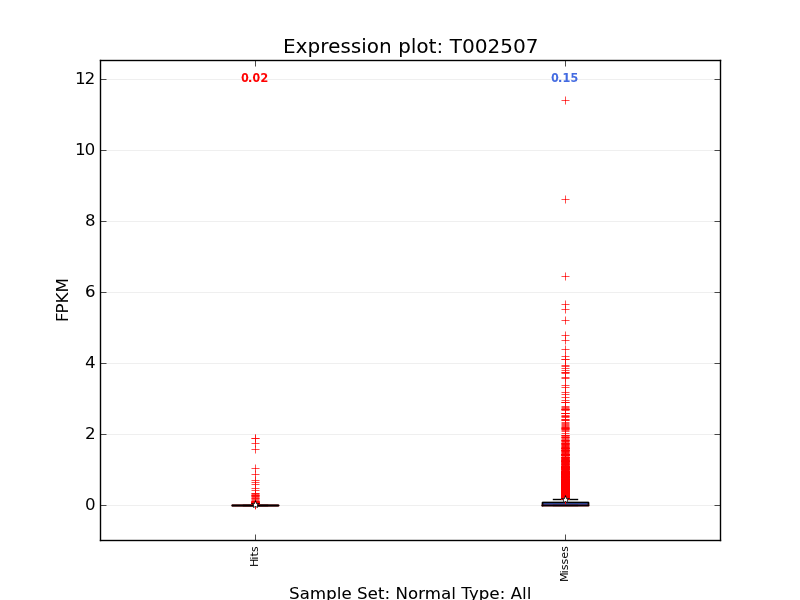 Expression plot: T002507
12
0.02
0.15
10
8
6
4
2
0
FPKM
Hits
Misses
Sample Set: Normal Type: All